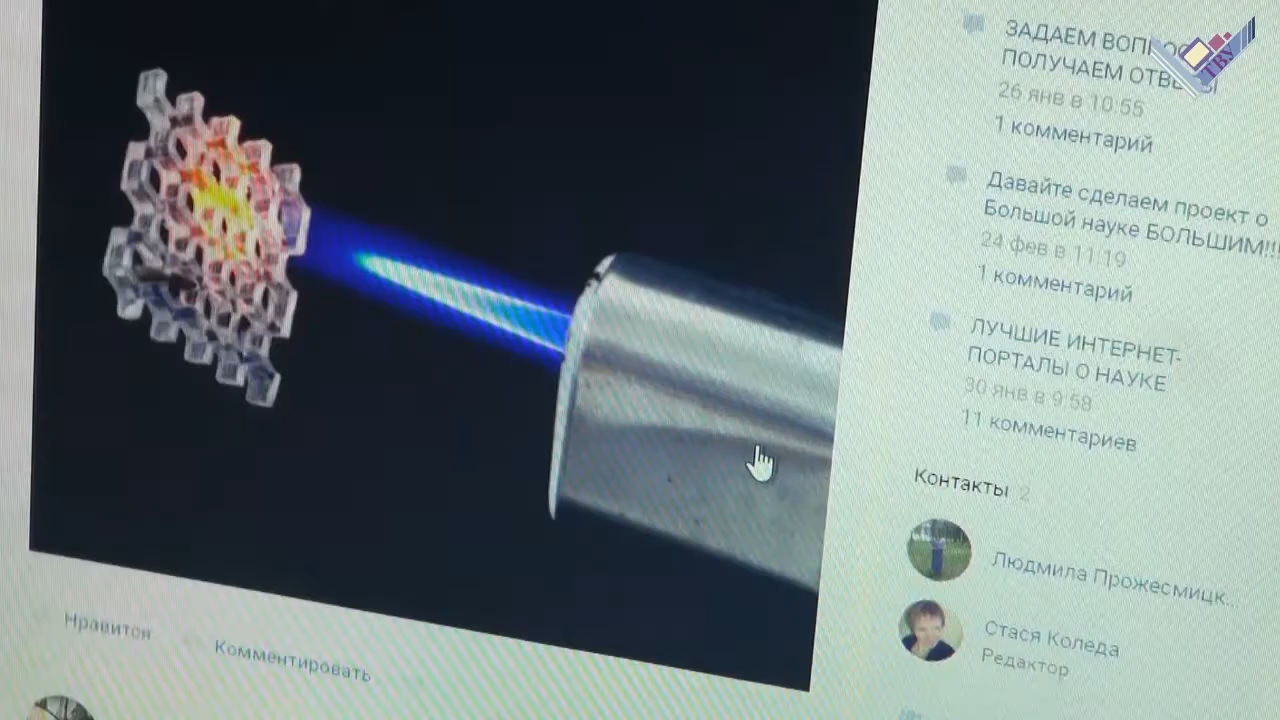 ЗАДАЕМ
ПОЛУЧАЕМ
26 янв в 10:55
1 комментарий
Давайте сделаем проект о
Большой науке БОЛЬШИМ!!!
24 фев в 11:19
1 комментарий
ЛУЧШИЕ ИНТЕРНЕТ-
ПОРТАЛЫ О НАУКЕ
30 янв в 9:58
11 комментариев
Контакты 2
Людмила Прожесмицк...
Стася Коледа
Редактор
Нравится
Комментировать
ТВУ